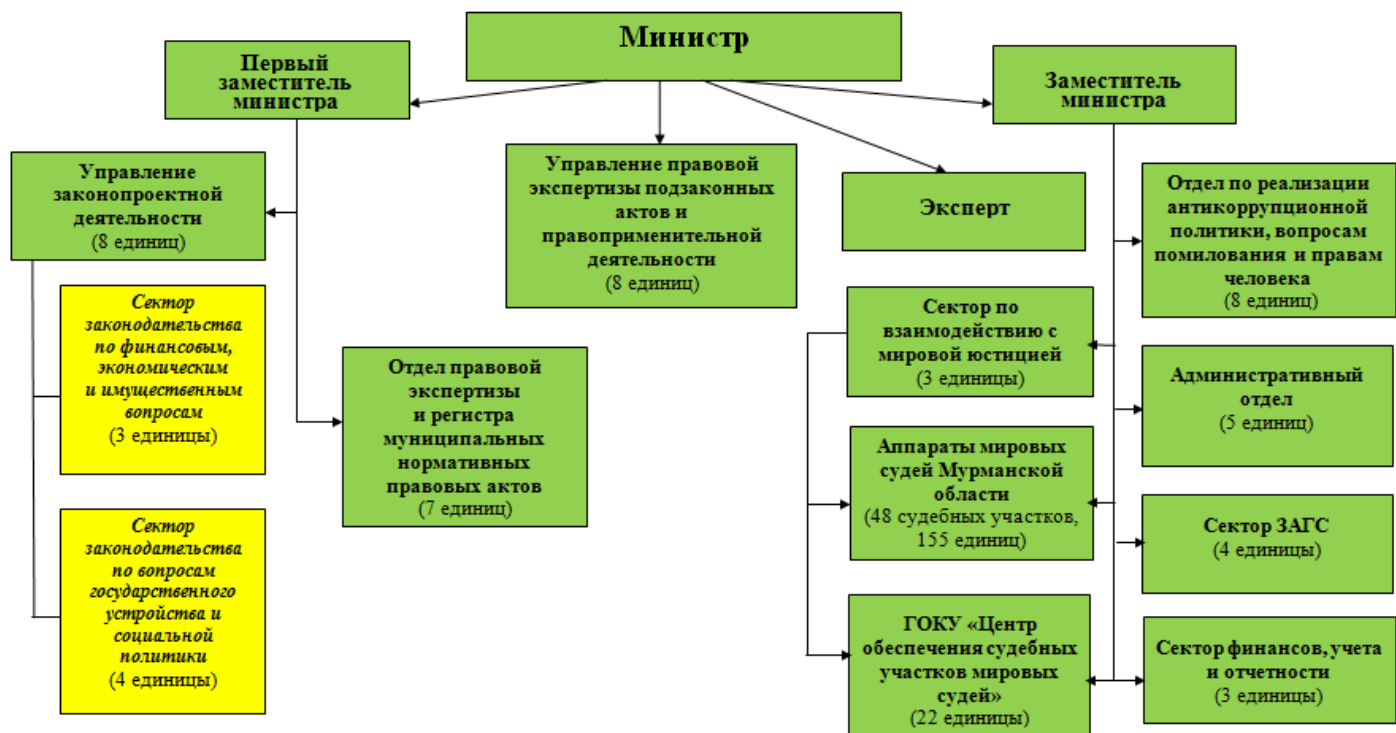 Министр
Первый
заместитель
министра
Заместитель
министра
Управление
законопроектной
деятельности
(8 единиц)
Управление правовой
экспертизы подзаконных
актов и
правоприменительной
деятельности
(8 единиц)
Эксперт
Отдел по реализации
антикоррупционной
политики, вопросам
помилования и правам
человека
(8 единиц)
Сектор
законодательства
по финансовым,
экономическим
и имущественным
вопросам
(3 единицы)
Отдел правовой
экспертизы
и регистра
муниципальных
нормативных
правовых актов
(7 единиц)
Сектор по
взаимодействию с
мировой юстицией
(3 единицы)
Административный
отдел
(5 единиц)
Сектор
законодательства
по вопросам
государственного
устройства и
социальной
политики
(4 единицы)
Аппараты мировых
судей Мурманской
области
(48 судебных участков,
155 единиц)
Сектор ЗАГС
(4 единицы)
ГОКУ «Центр
обеспечения судебных
участков мировых
судей»
(22 единицы)
Сектор финансов, учета
и отчетности
(3 единицы)